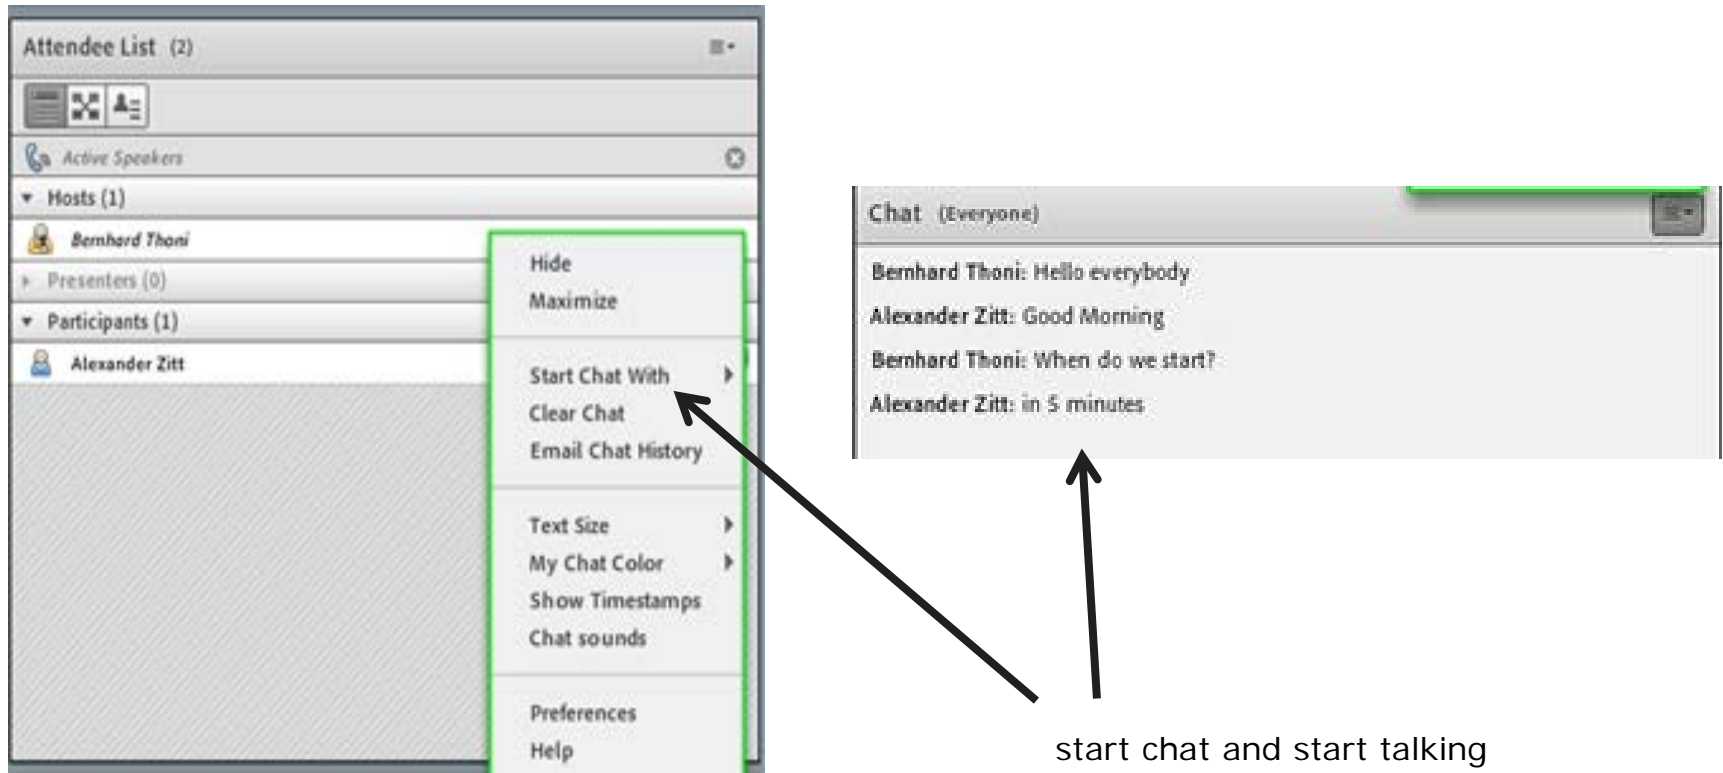 Attendee List (2)
Active Speakers
Hosts (1)
Bernhard Thoni
Presenters (0)
Participants (1)
Alexander Zitt
Hide
Maximize
Start Chat With
Clear Chat
Email Chat History
Text Size
My Chat Color
Show Timestamps
Chat sounds
Preferences
Help
Chat (Everyone)
Bernhard Thoni: Hello everybody
Alexander Zitt: Good Morning
Bernhard Thoni: When do we start?
Alexander Zitt: in 5 minutes
start chat and start talking